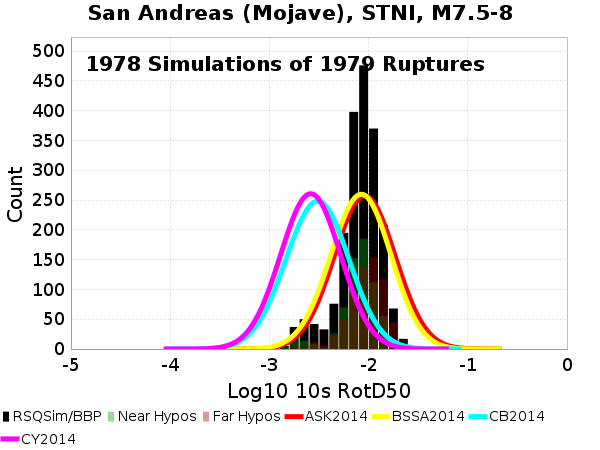 San Andreas (Mojave), STNI, M7.5-8
1978 Simulations of 1979 Ruptures
500
450
400
350
300
250
200
150
100
50
0
Count
-5 -4 -3 -2 -1 0
Log10 10s RotD50
RSQSim/BBP Near Hypos Far Hypos ASK2014 BSSA2014 CB2014
CY2014